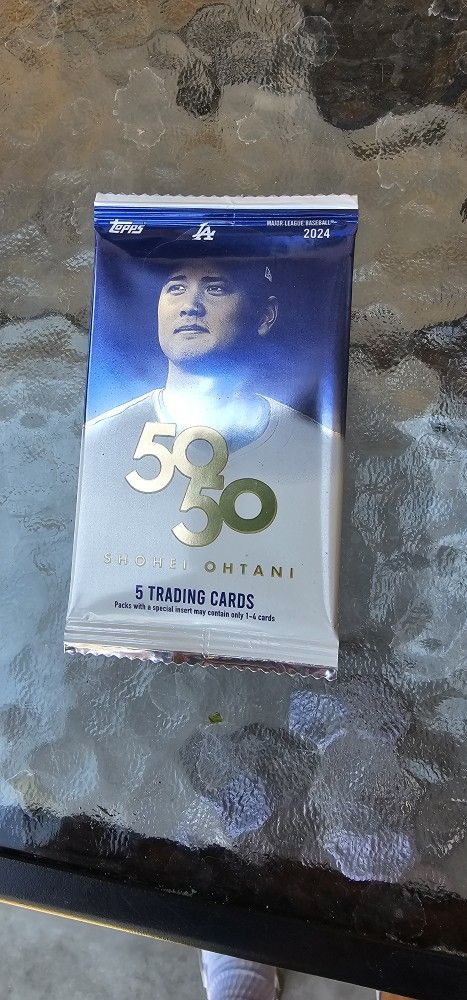 Topps
LA
MAJOR LEAGUE BASEBALL™
2024
50
50
SHOHEI OHTANI
5 TRADING CARDS
Packs with a special insert may contain only 1-4 cards